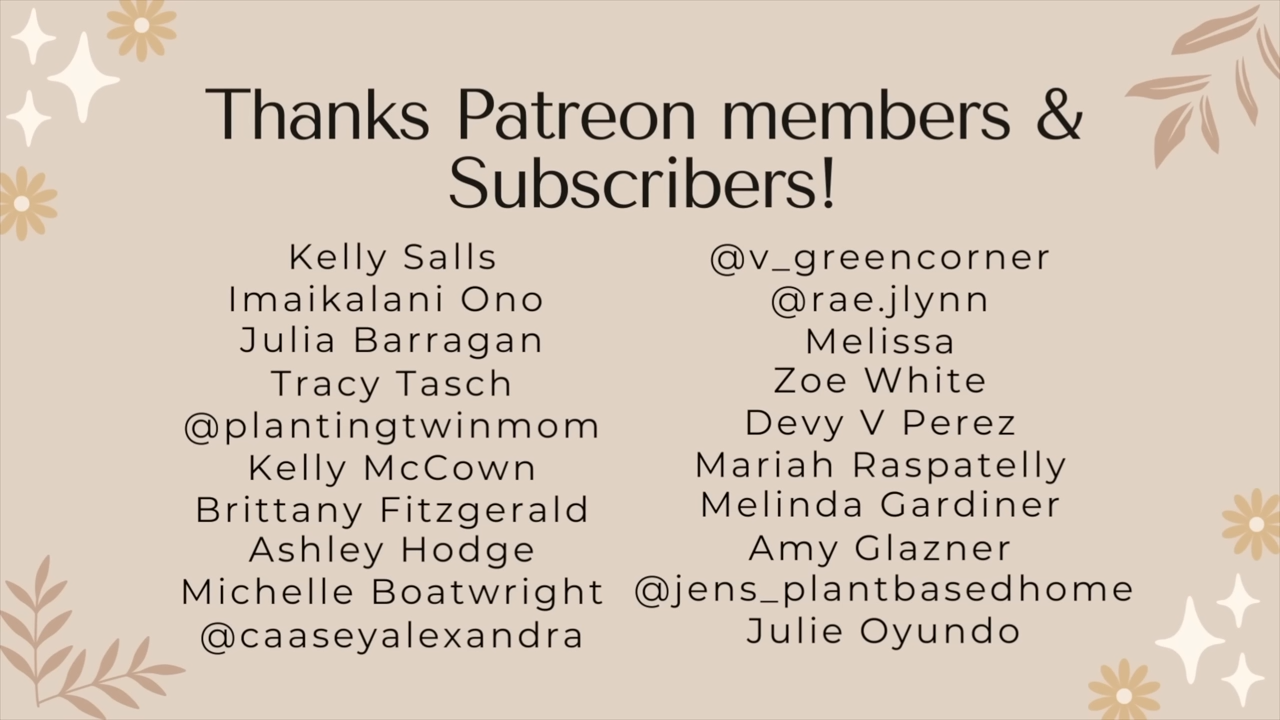 Thanks Patreon members &
Subscribers!
Kelly Salls
Imaikalani Ono
Julia Barragan
Tracy Tasch
@plantingtwinmom
Kelly McCown
Brittany Fitzgerald
Ashley Hodge
Michelle Boatwright
@caaseyalexandra
@v_greencorner
@rae.jlynn
Melissa
Zoe White
Devy V Perez
Mariah Raspatelly
Melinda Gardiner
Amy Glazner
@jens_plantbasedhome
Julie Oyundo